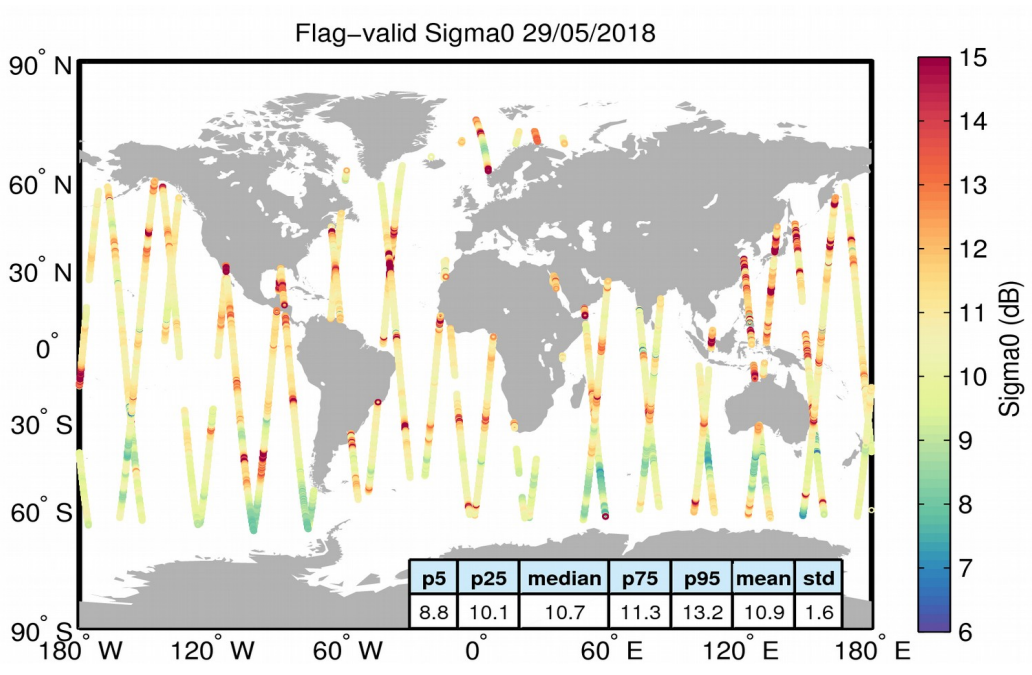 Flag−valid Sigma0 29/05/2018
90° N
60° N
30° N
0°
30° S
60° S
90° S
180° W
120° W
60° W
0°
60° E
120° E
180° E
15
14
13
12
11
10
9
8
7
6
Sigma0 (dB)
p5 p25 median p75 p95 mean std
8.8 10.1 10.7 11.3 13.2 10.9 1.6